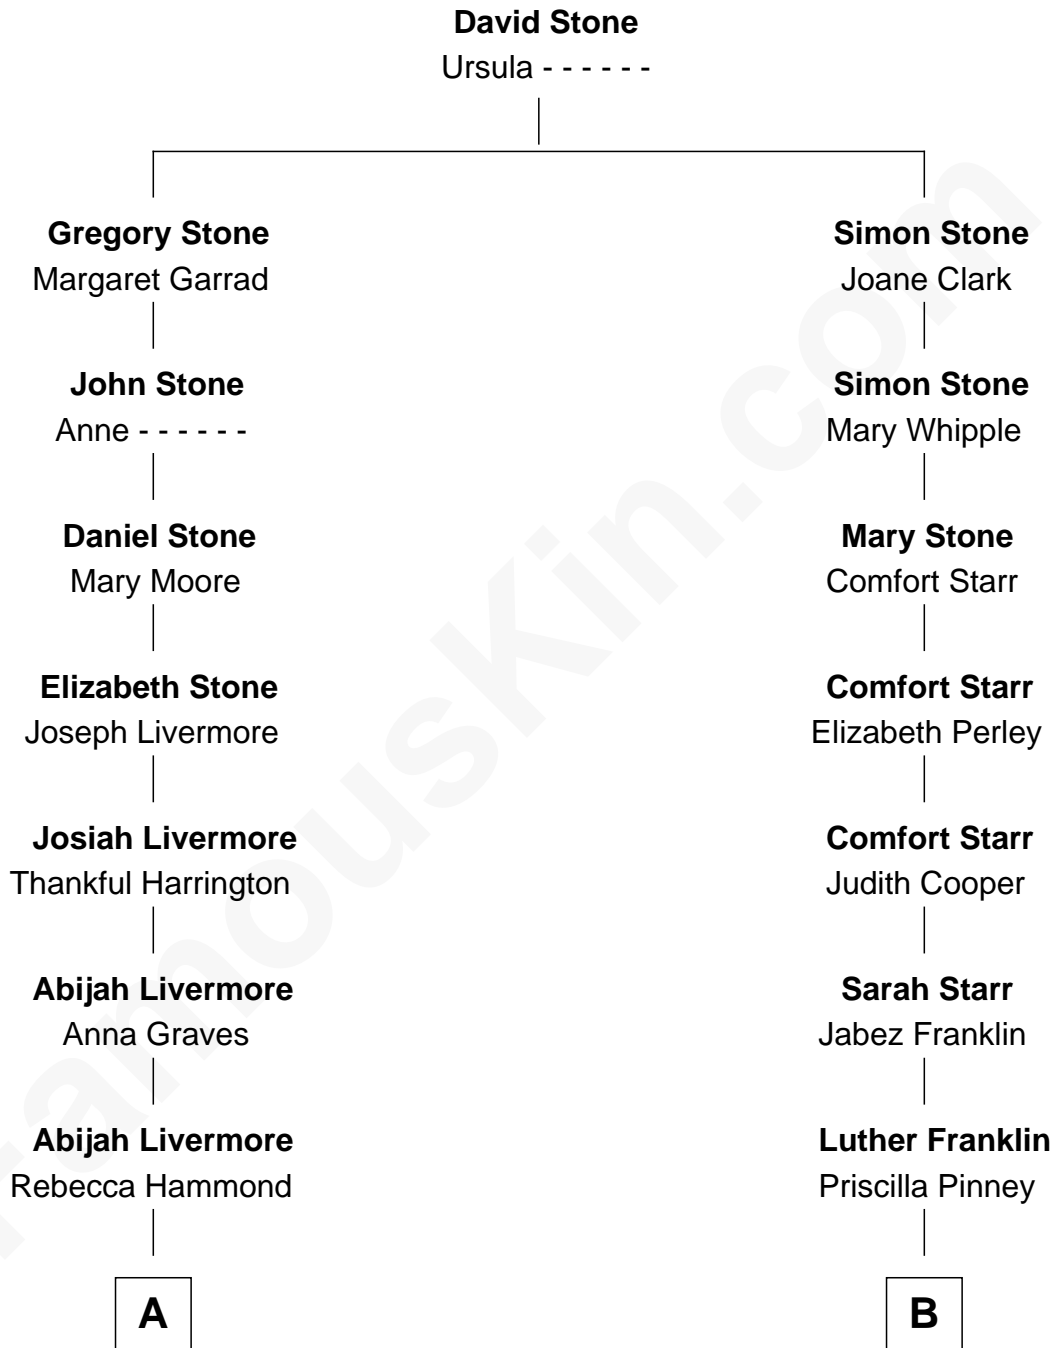 David Stone
Ursula - - - - - -
Gregory Stone
Margaret Garrad
Simon Stone
Joane Clark
John Stone
Anne - - - - - -
Simon Stone
Mary Whipple
Daniel Stone
Mary Moore
Mary Stone
Comfort Starr
Elizabeth Stone
Joseph Livermore
Comfort Starr
Elizabeth Perley
Josiah Livermore
Thankful Harrington
Comfort Starr
Judith Cooper
Abijah Livermore
Anna Graves
Sarah Starr
Jabez Franklin
Abijah Livermore
Rebecca Hammond
Luther Franklin
Priscilla Pinney
A
B
FamousKin.com